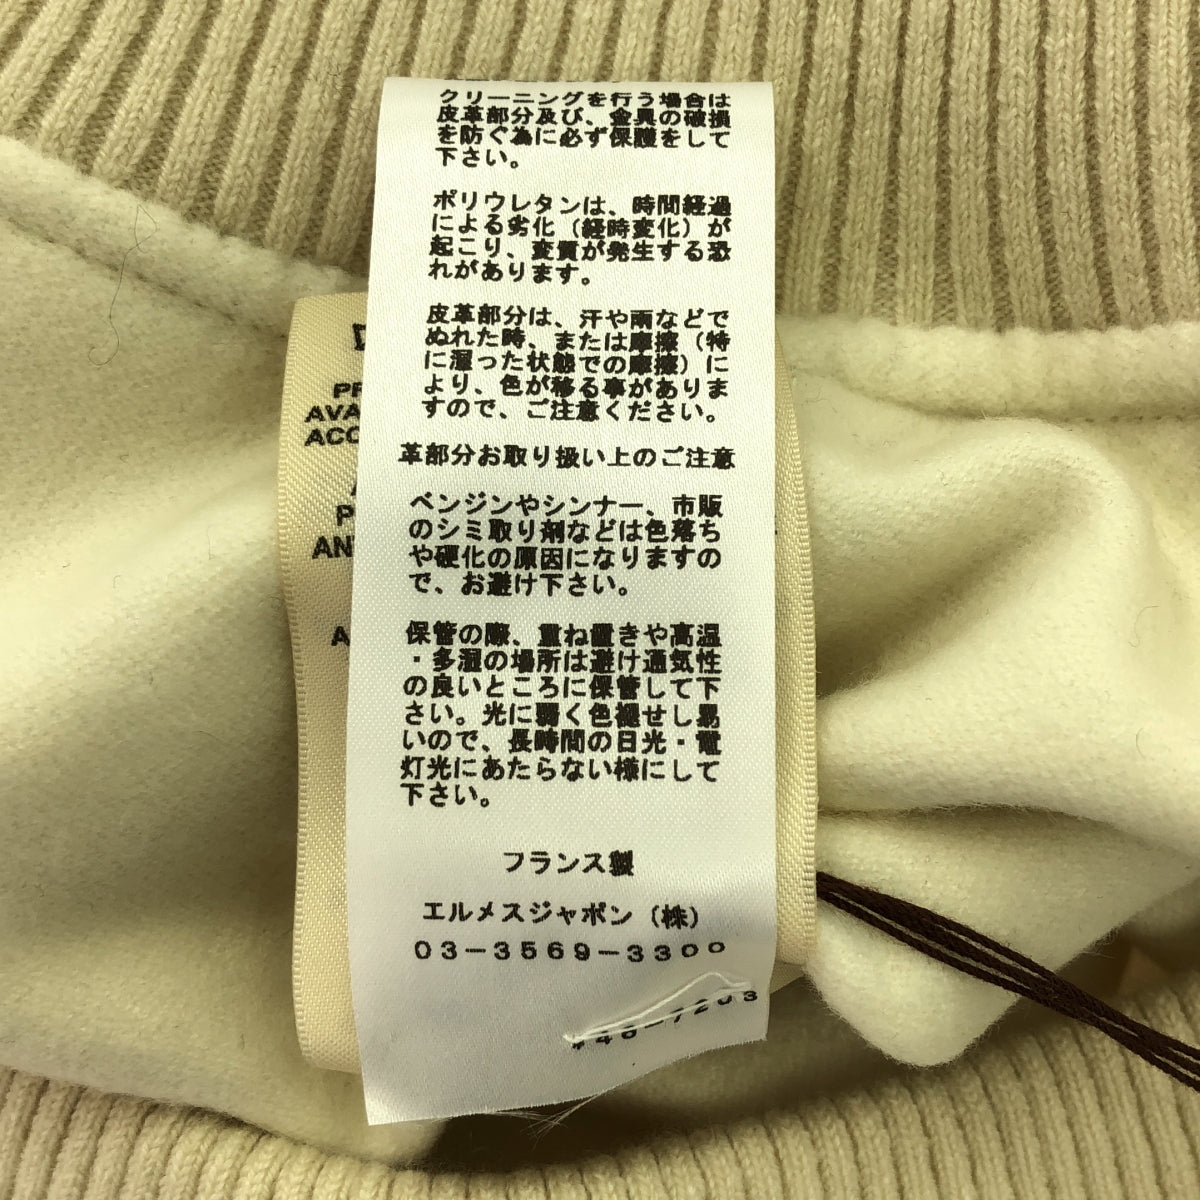 クリーニングを行う場合は
皮革部分及び、金具の破損
を防ぐ為に必ず保護をして
下さい。
ポリウレタンは、時間経過
による劣化（経時変化）が
起こり、変質が発生する恐
れがあります。
皮革部分は、汗や雨などで
ぬれた時、または摩擦（特
に湿った状態での摩擦）に
より、色が移る事がありま
すので、ご注意ください。
革部分お取り扱い上のご注意
ベンジンやシンナー、市販
のシミ取り剤などは色落ち
や硬化の原因になりますの
で、お避け下さい。
保管の際、重ね置きや高温
・多湿の場所は避け通気性
の良いところに保管して下
さい。光に弱く色褪せし易
いので、長時間の日光・電
灯光にあたらない様にして
下さい。
フランス製
エルメスジャポン（株）
03-3569-3300
AVA
ACC
AN